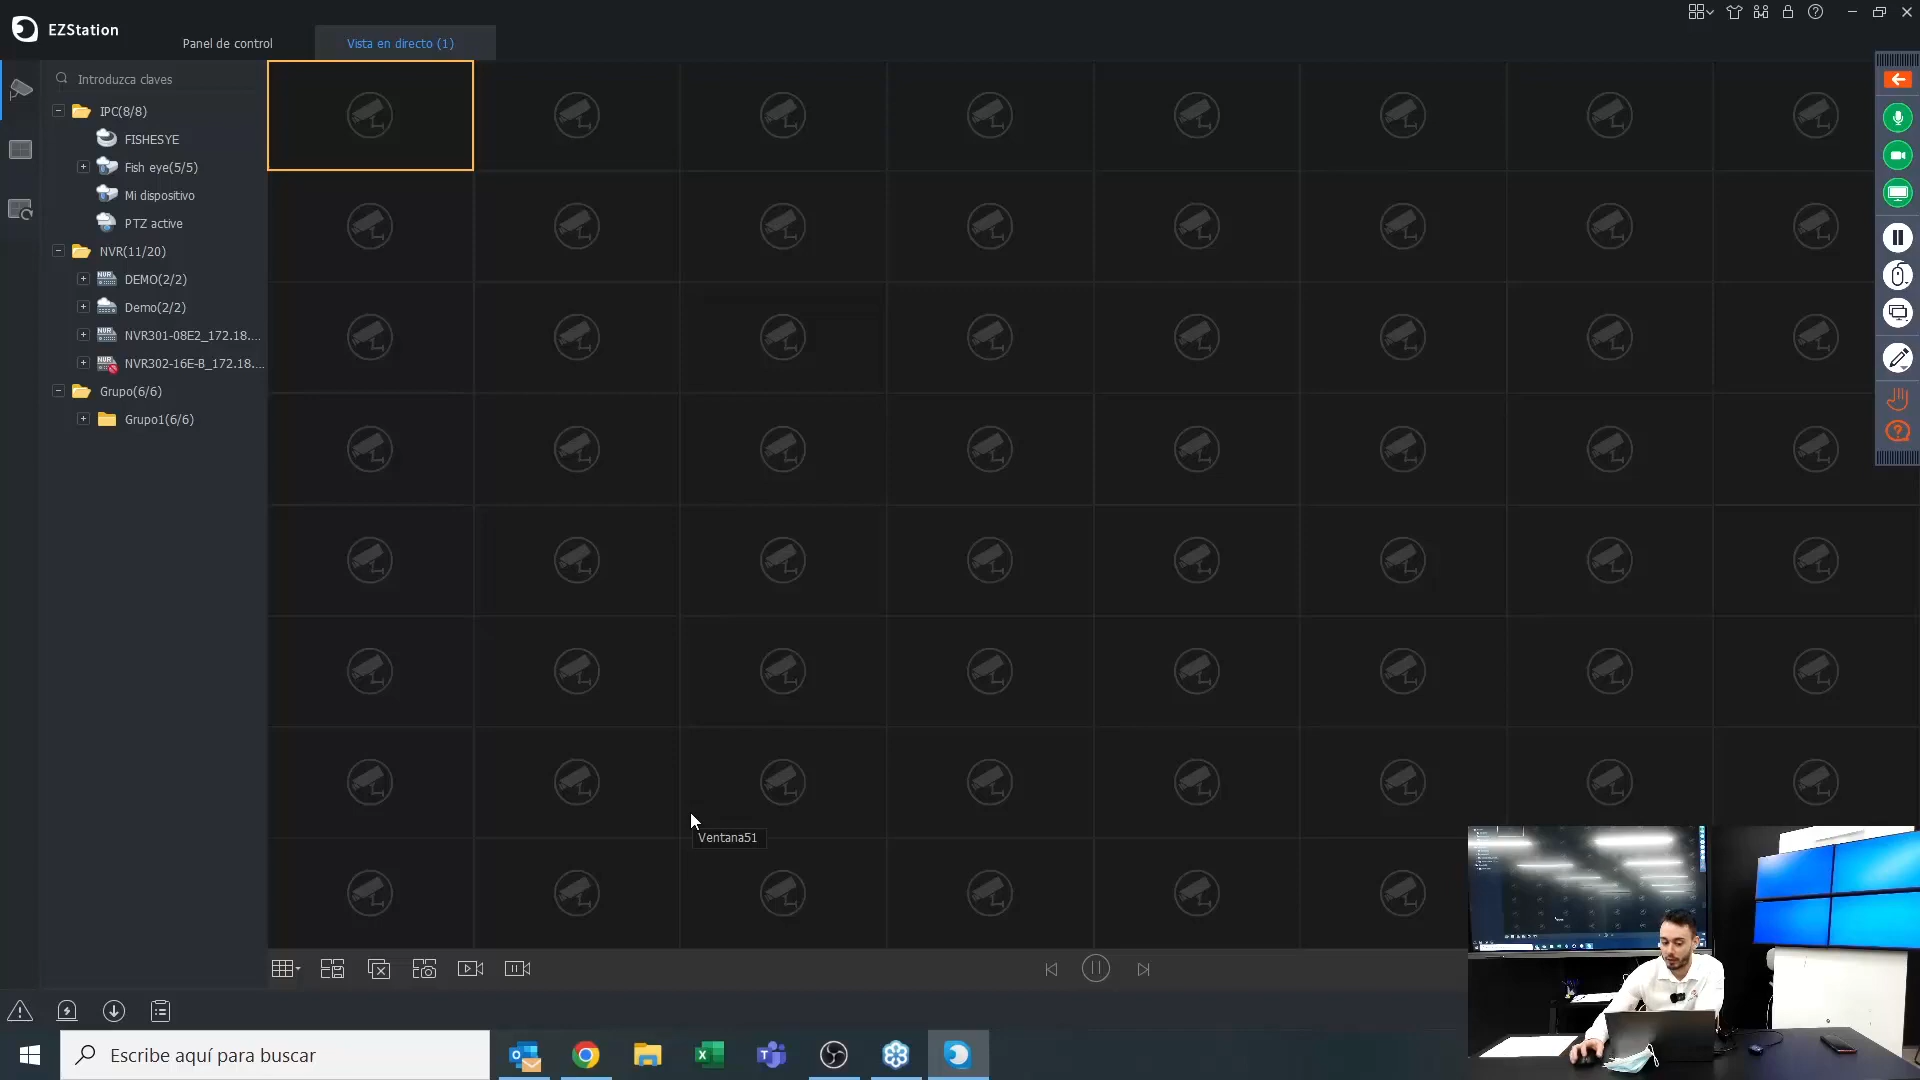 EZStation
Panel de control
Vista en directo (1)
Introduzca claves
IPC(8/8)
FISHESYE
Fish eye(5/5)
Mi dispositivo
PTZ active
NVR(11/20)
DEMO(2/2)
Demo(2/2)
NVR301-08E2_172.18....
NVR302-16E-B_172.18....
Grupo(6/6)
Grupo1(6/6)
Ventana51
Escribe aquí para buscar